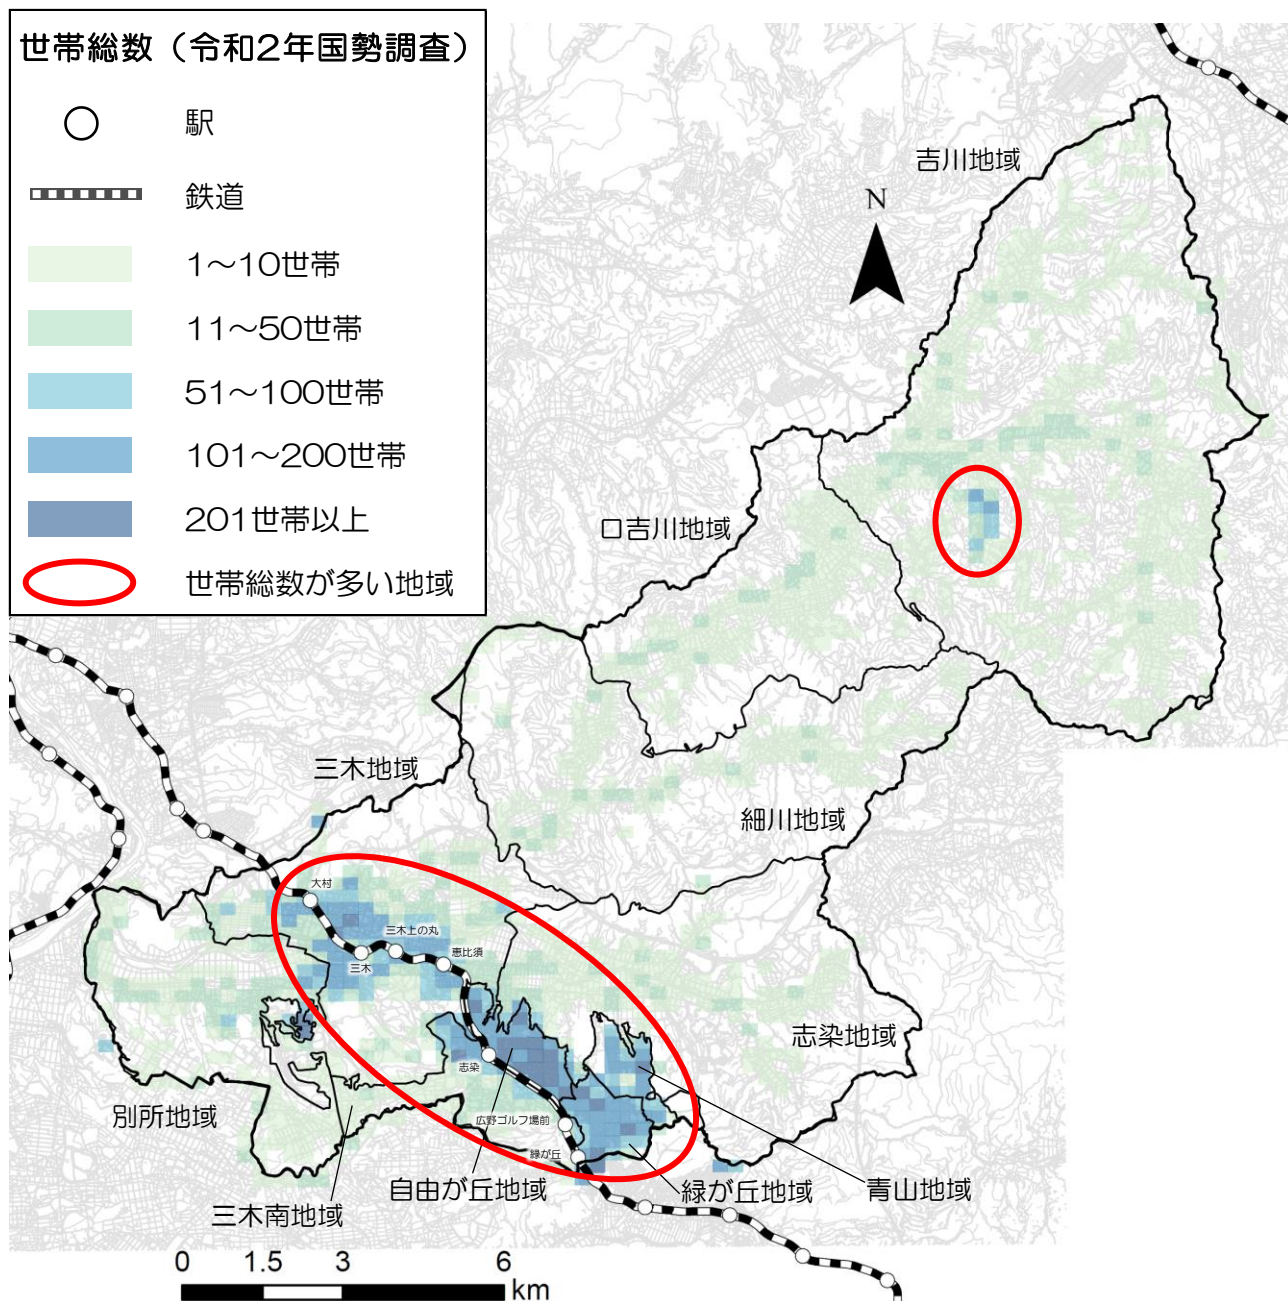 世帯総数（令和2年国勢調査）
駅
鉄道
1～10世帯
11～50世帯
51～100世帯
101～200世帯
201世帯以上
世帯総数が多い地域
N
吉川地域
口吉川地域
三木地域
細川地域
大村
三木上の丸
恵比須
三木
志染
志染地域
広野ゴルフ場前
緑が丘
別所地域
自由が丘地域
緑が丘地域
青山地域
三木南地域
0 1.5 3 6
km